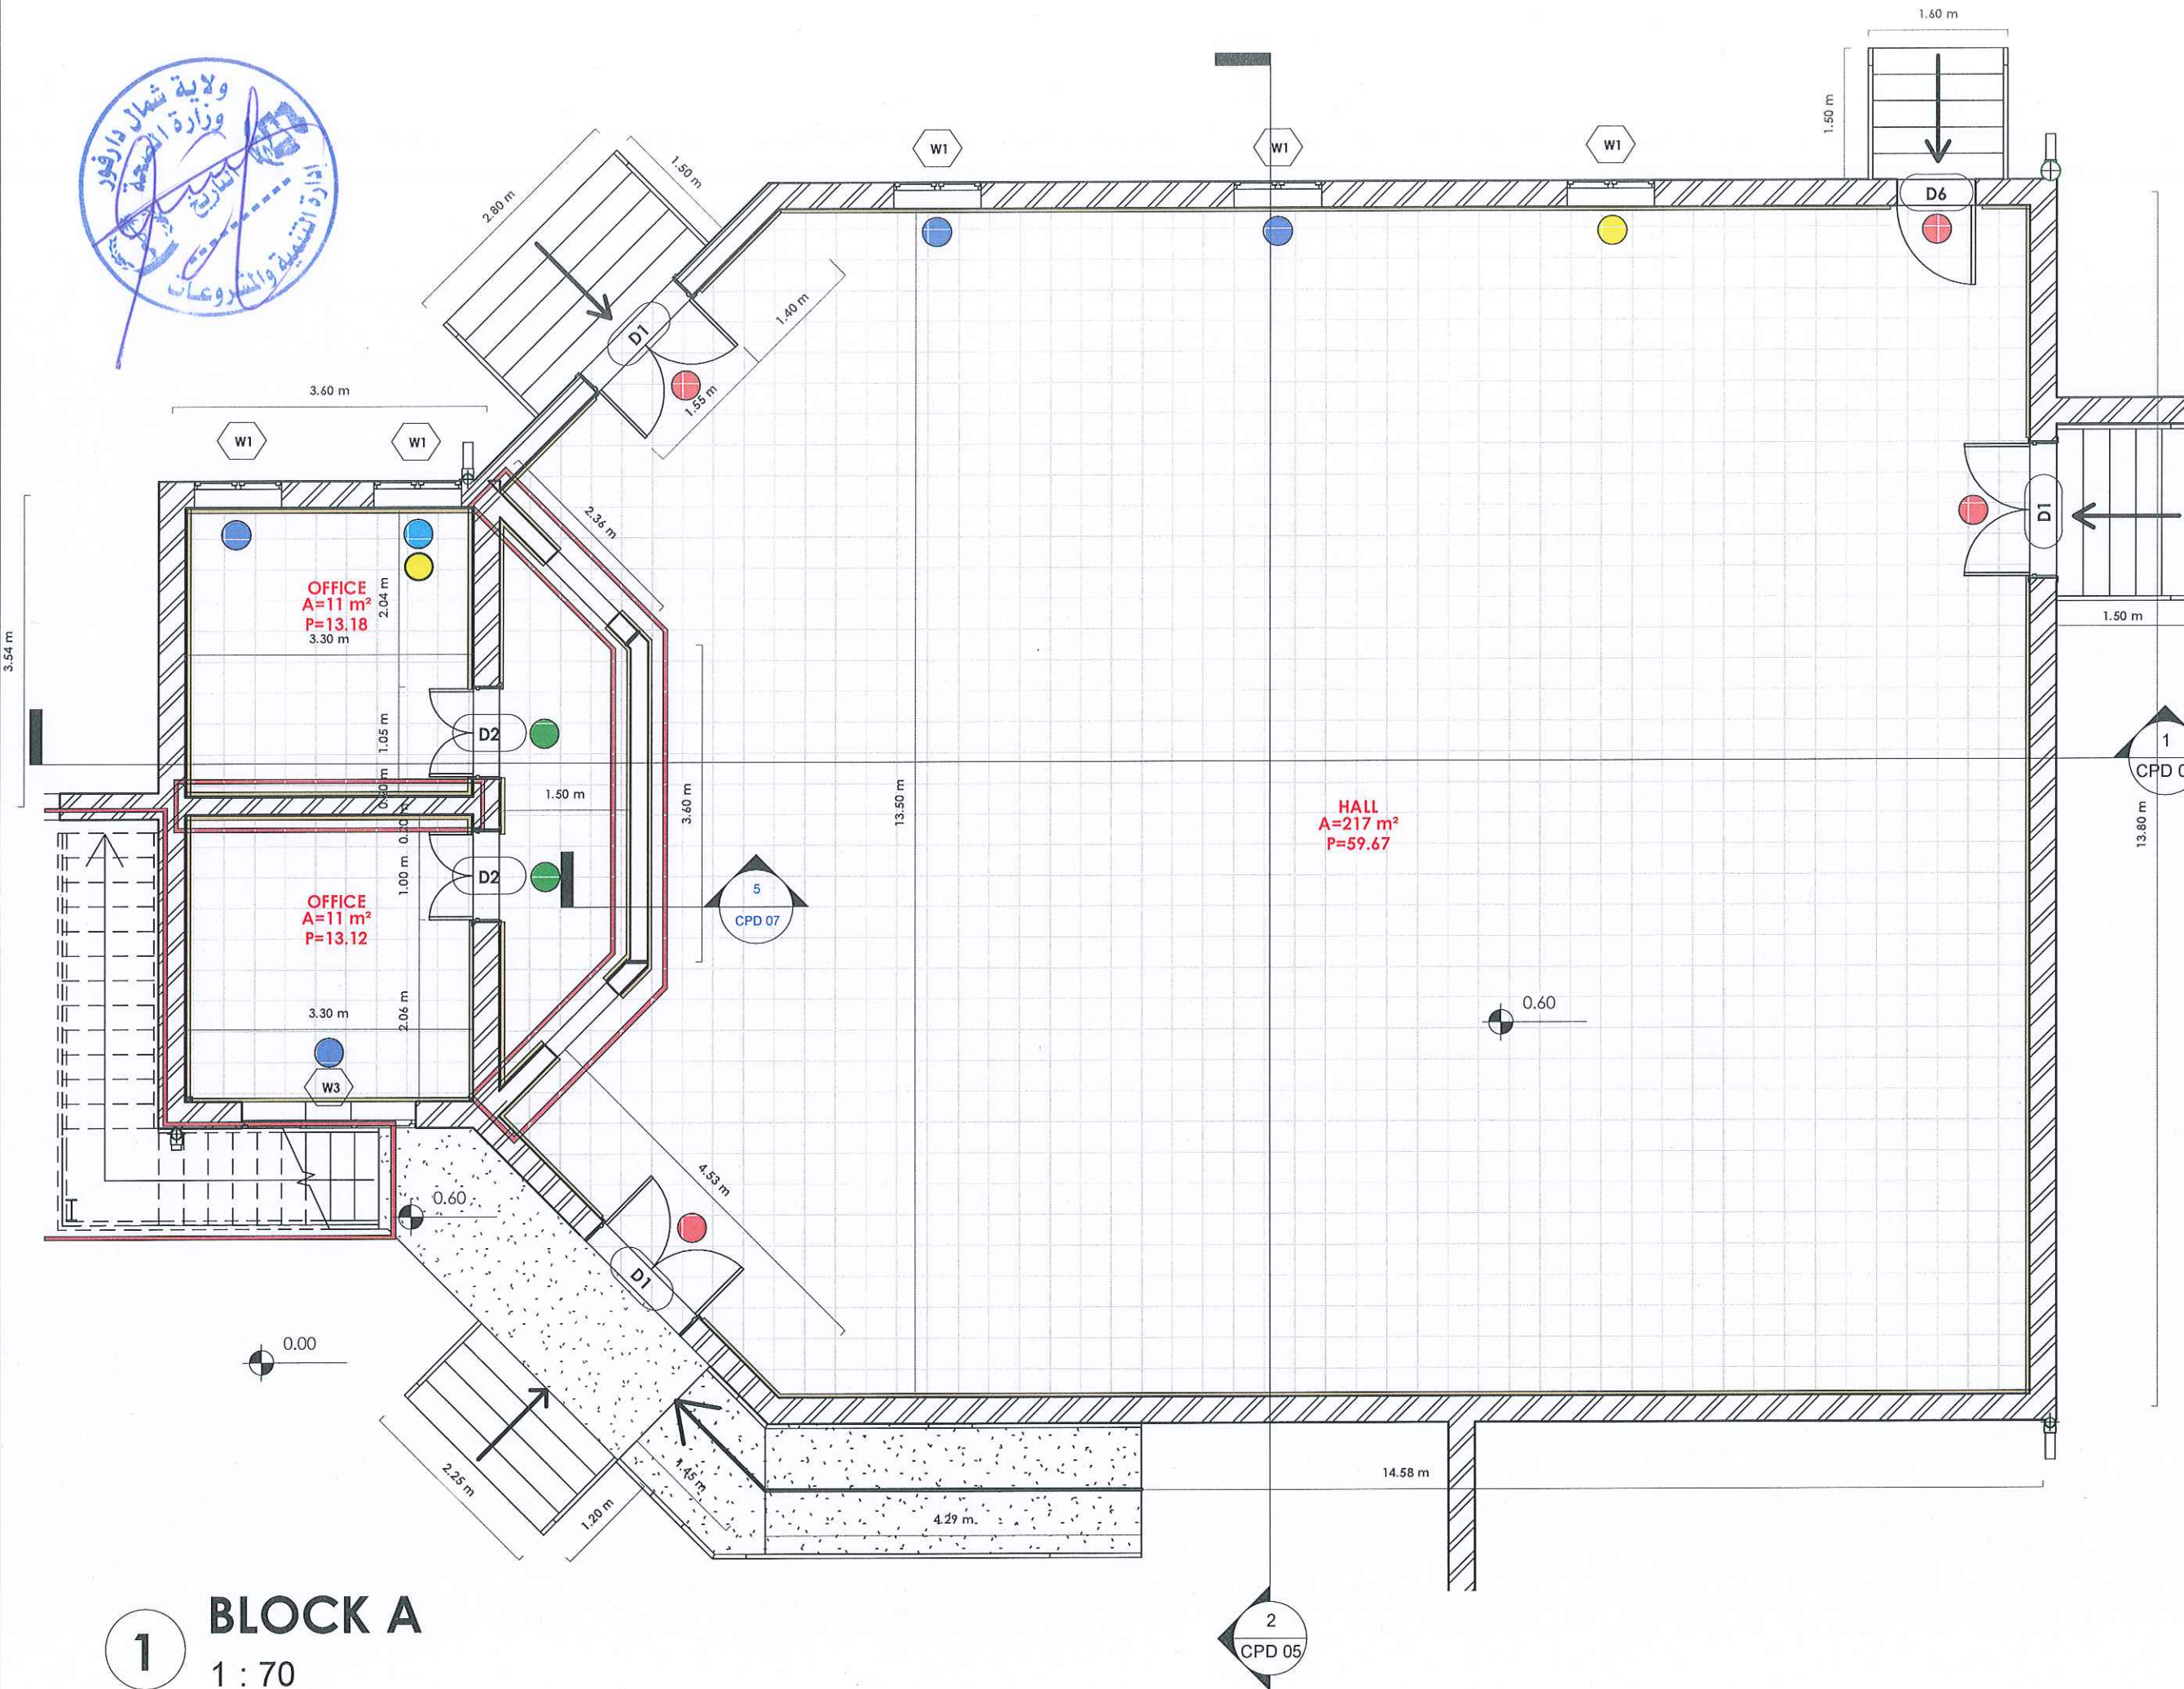 1.60 m
1.50 m
ولاية شمال دارفور
وزارة الصحة
التاريخ
إدارة التنمية والمشروعات
W1
W1
W1
D6
1.50 m
2.80 m
D1
1.40 m
1.55 m
3.60 m
W1
W1
2.36 m
D1
OFFICE
A=11 m²
P=13.18
3.30 m
2.04 m
3.54 m
1.50 m
1.05 m
D2
1
CPD 0
0.20 m
0.20 m
1.50 m
3.60 m
13.50 m
HALL
A=217 m²
P=59.67
13.80 m
1.00 m
D2
5
CPD 07
OFFICE
A=11 m²
P=13.12
3.30 m
2.06 m
0.60
W3
4.53 m
0.60
D1
0.00
2.25 m
1.45 m
1.20 m
14.58 m
4.29 m
1
BLOCK A
1 : 70
2
CPD 05